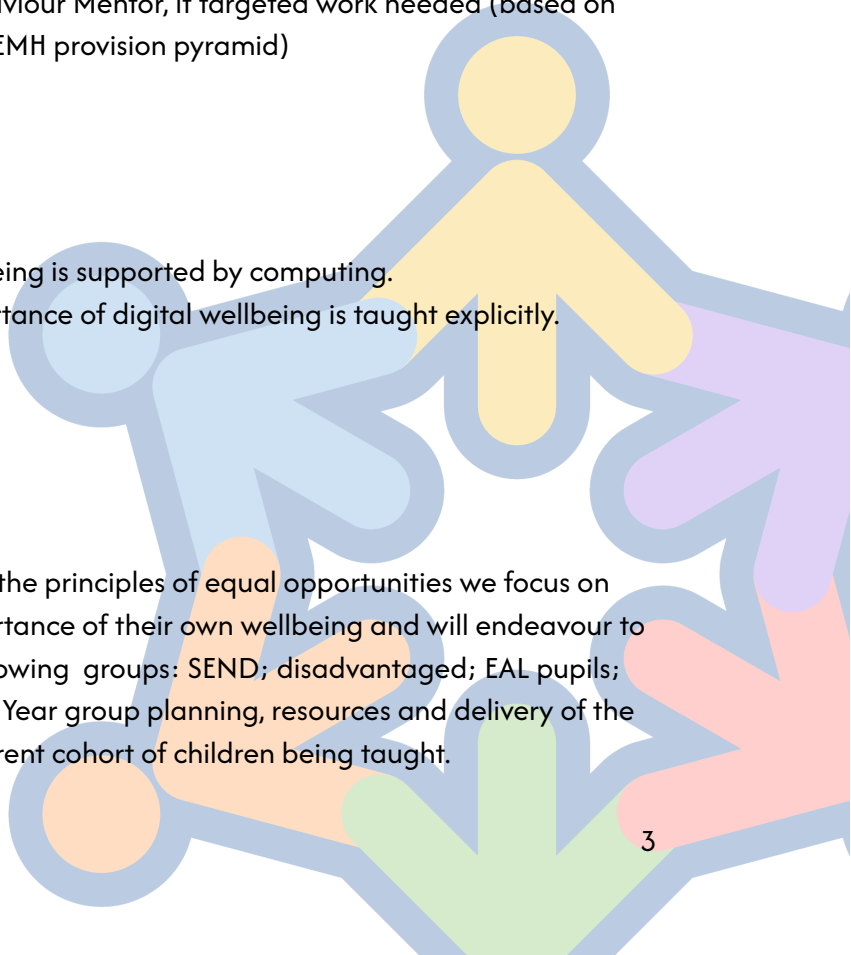 aviour Mentor, if targeted work needed (based on
EMH provision pyramid)
eing is supported by computing.
rtance of digital wellbeing is taught explicitly.
the principles of equal opportunities we focus on
rtance of their own wellbeing and will endeavour to
owing groups: SEND; disadvantaged; EAL pupils;
Year group planning, resources and delivery of the
rent cohort of children being taught.
3